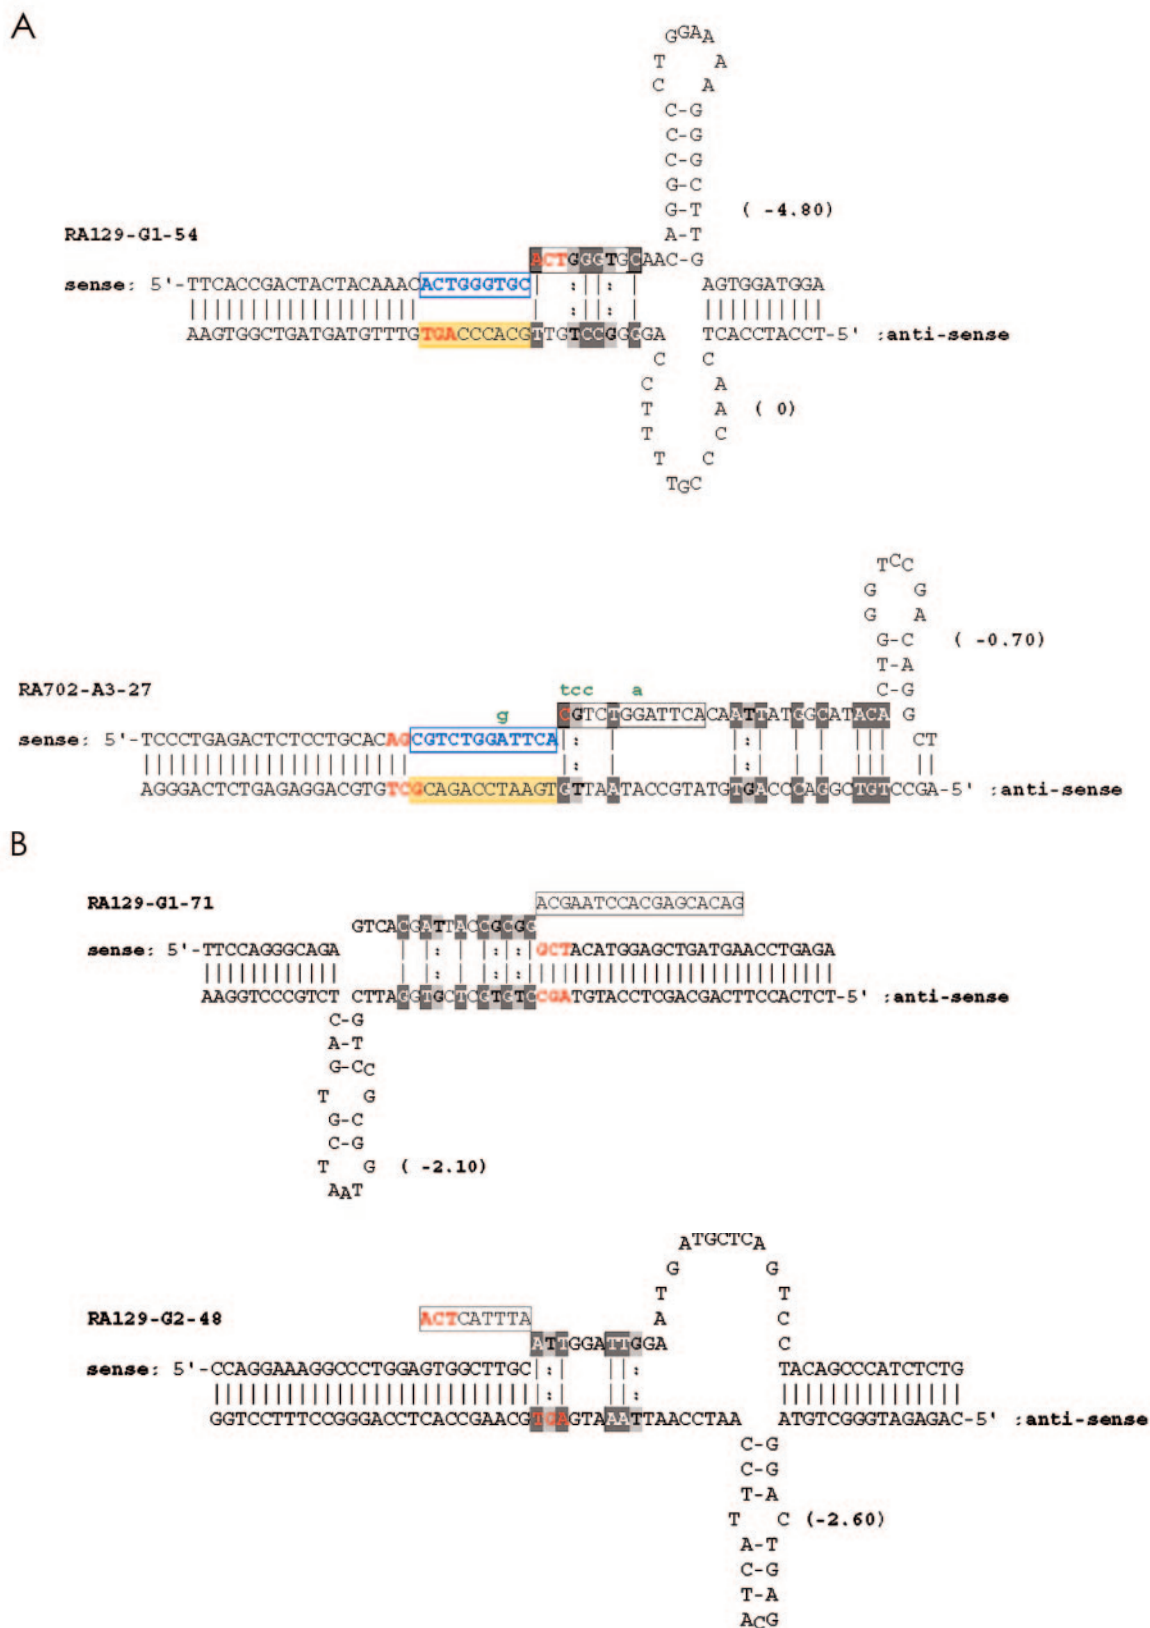 A
GGAA
T A
C A
C-G
C-G
C-G
G-C
G-T ( -4.80)
RA129-G1-54 A-T
ACTGGGTGCAAC-G
sense: 5'-TTCACCGACTACTACAAACACTGGGTGC| :||: | AGTGGATGGA
||||||||||||||||||| | :||: | ||||||||||
AAGTGGCTGATGATGTTTGTGACCCACGTTGTCCGGGGA TCACCTACCT-5' :anti-sense
C C
C A
T A ( 0)
T C
T C
TGC
TCC
G G
G A
G-C ( -0.70)
T-A
RA702-A3-27 tcc a C-G
g CGTCTGGATTCACAATTATGGCATACA G
sense: 5'-TCCCTGAGACTCTCCTGCACAGCGTCTGGATTCA|: | |: | | ||| CT
||||||||||||||||||||||| |: | |: | | ||| ||
AGGGACTCTGAGAGGACGTGTCGCAGACCTAAGTGTTAATACCGTATGTGACCCAGGCTGTCCGA-5' :anti-sense
B
RA129-G1-71 ACGAATCCACGAGCACAG
GTCACGATTACCGCGG
sense: 5'-TTCCAGGGCAGA | |: | |:|:| GCTACATGGAGCTGATGAACCTGAGA
|||||||||||| | |: | |:|:| ||||||||||||||||||||||||||
AAGGTCCCGTCT CTTAGGTGCTCGTGTCCGATGTACCTCGACGACTTCCACTCT-5' :anti-sense
C-G
A-T
G-CC
T G
G-C
C-G
T G ( -2.10)
AAT
ATGCTCA
G G
T T
RA129-G2-48 ACTCATTTA A C
ATTGGATTGGA C
sense: 5'-CCAGGAAAGGCCCTGGAGTGGCTTGC|:| ||: TACAGCCCATCTCTG
|||||||||||||||||||||||||| |:| ||: |||||||||||||||
GGTCCTTTCCGGGACCTCACCGAACGTGAGTAAATTAACCTAA ATGTCGGGTAGAGAC-5' :anti-sense
C-G
C-G
T-A
T C (-2.60)
A-T
C-G
T-A
ACG